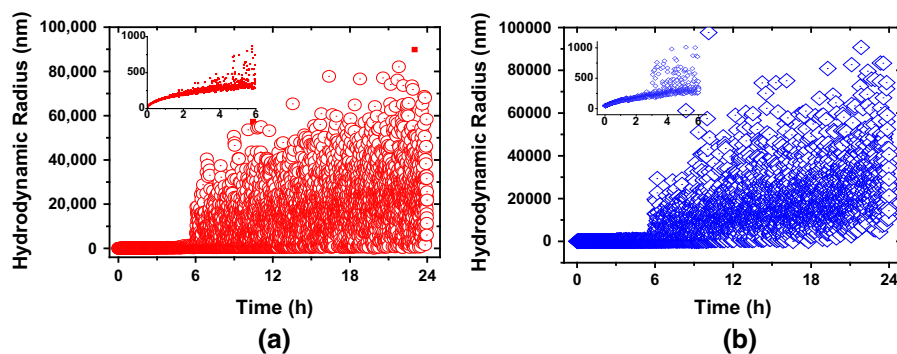 100,000
80,000
60,000
40,000
20,000
0
Hydrodynamic Radius (nm)
1000
500
0
0 2 4 6
0 6 12 18 24
Time (h)
(a)
100000
80000
60000
40000
20000
0
Hydrodynamic Radius (nm)
1000
500
0
0 2 4 6
0 6 12 18 24
Time (h)
(b)